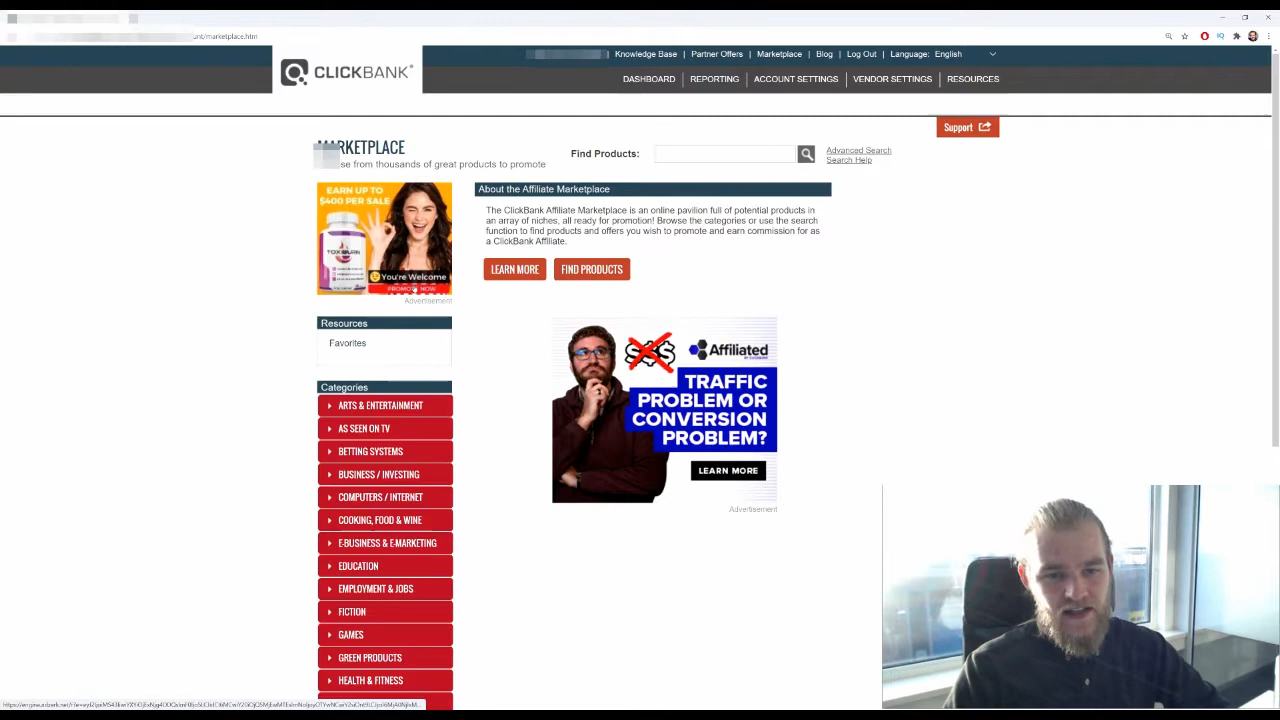 unt/marketplace.htm
Knowledge Base | Partner Offers | Marketplace | Blog | Log Out | Language: English
CLICKBANK
DASHBOARD | REPORTING | ACCOUNT SETTINGS | VENDOR SETTINGS | RESOURCES
Support
MARKETPLACE
se from thousands of great products to promote
Find Products:
Advanced Search
Search Help
EARN UP TO
$400 PER SALE
TOXIBURN
You're Welcome
PROMOTE NOW
Advertisement
About the Affiliate Marketplace
The ClickBank Affiliate Marketplace is an online pavilion full of potential products in
an array of niches, all ready for promotion! Browse the categories or use the search
function to find products and offers you wish to promote and earn commission for as
a ClickBank Affiliate.
LEARN MORE
FIND PRODUCTS
Resources
Favorites
$$$
Affiliated
TRAFFIC
PROBLEM OR
CONVERSION
PROBLEM?
LEARN MORE
Advertisement
Categories
ARTS & ENTERTAINMENT
AS SEEN ON TV
BETTING SYSTEMS
BUSINESS / INVESTING
COMPUTERS / INTERNET
COOKING, FOOD & WINE
E-BUSINESS & E-MARKETING
EDUCATION
EMPLOYMENT & JOBS
FICTION
GAMES
GREEN PRODUCTS
HEALTH & FITNESS